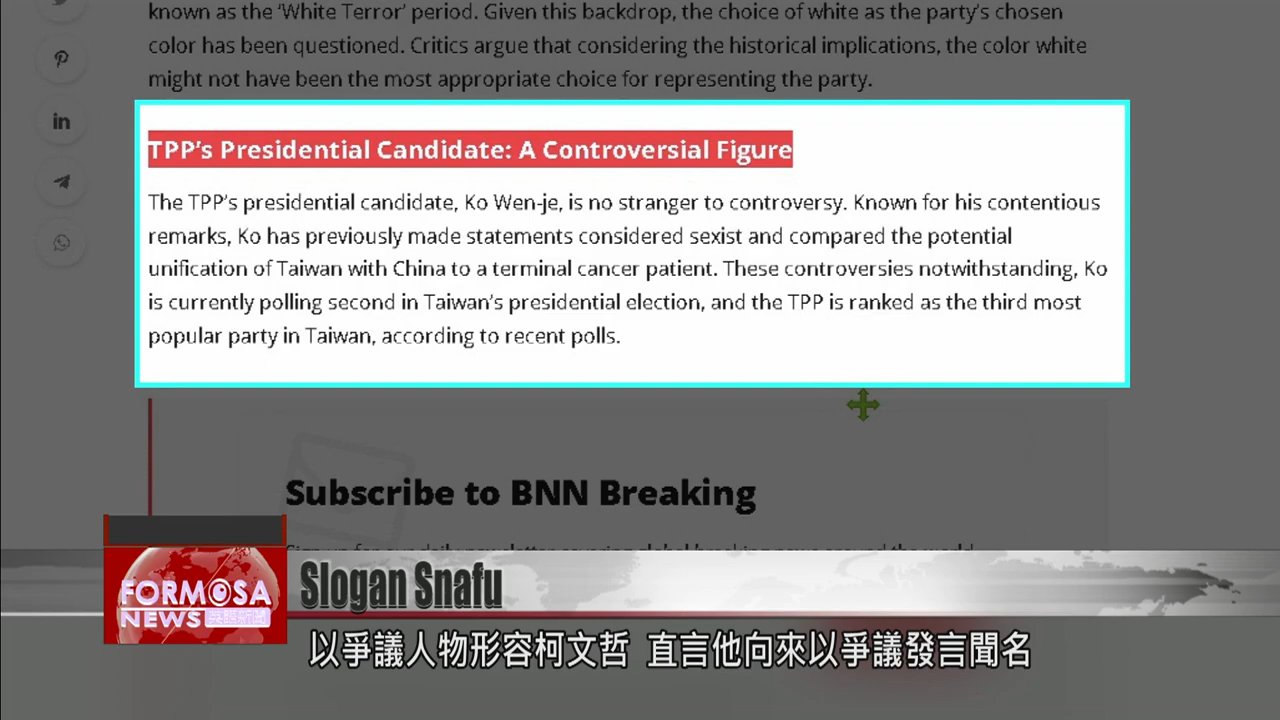 known as the ‘White Terror’ period. Given this backdrop, the choice of white as the party’s chosen
color has been questioned. Critics argue that considering the historical implications, the color white
might not have been the most appropriate choice for representing the party.
TPP’s Presidential Candidate: A Controversial Figure
The TPP’s presidential candidate, Ko Wen-je, is no stranger to controversy. Known for his contentious
remarks, Ko has previously made statements considered sexist and compared the potential
unification of Taiwan with China to a terminal cancer patient. These controversies notwithstanding, Ko
is currently polling second in Taiwan’s presidential election, and the TPP is ranked as the third most
popular party in Taiwan, according to recent polls.
Subscribe to BNN Breaking
Slogan Snafu
FORMOSA
NEWS
以爭議人物形容柯文哲 直言他向來以爭議發言聞名